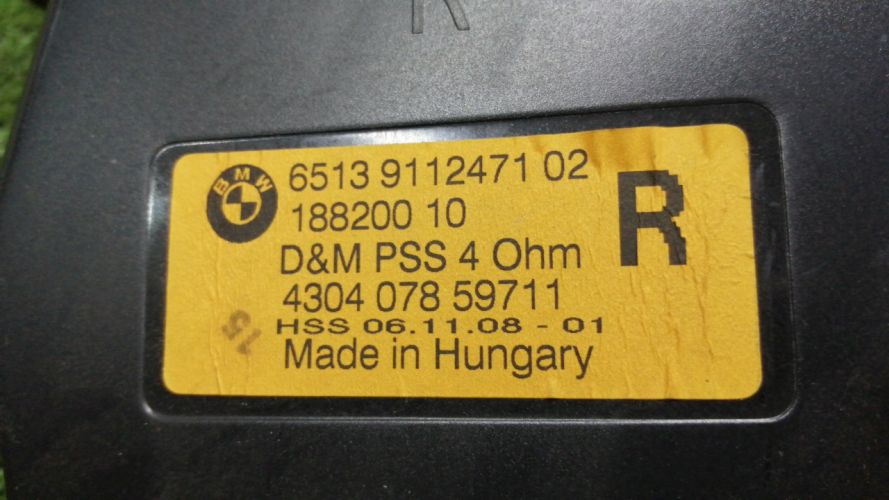 R
BMW
6513 9112471 02
188200 10
R
D&M PSS 4 Ohm
4304 078 59711
HSS 06.11.08 - 01
15
Made in Hungary